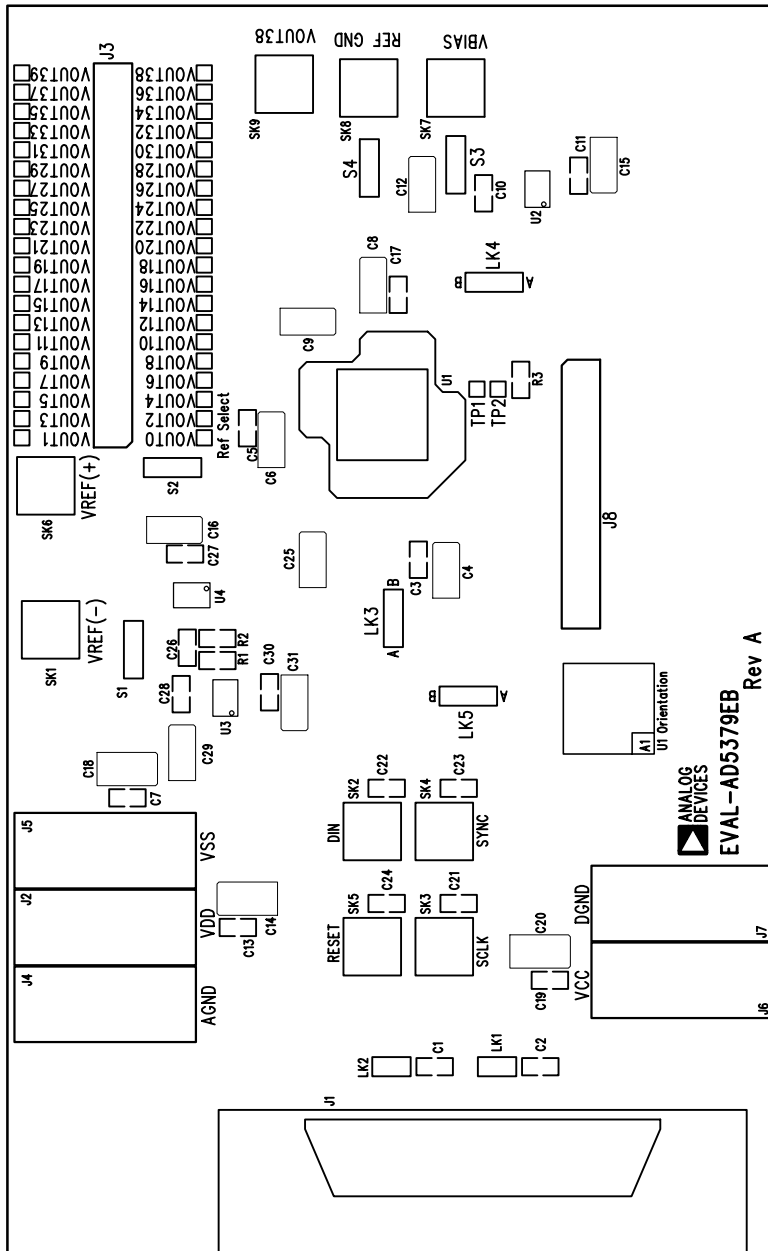 VOUT38
REF GND
VBIAS
J3
VOUT39
VOUT37
VOUT35
VOUT33
VOUT31
VOUT29
VOUT27
VOUT25
VOUT23
VOUT21
VOUT19
VOUT17
VOUT15
VOUT13
VOUT11
VOUT9
VOUT7
VOUT5
VOUT3
VOUT1
VOUT38
VOUT36
VOUT34
VOUT32
VOUT30
VOUT28
VOUT26
VOUT24
VOUT22
VOUT20
VOUT18
VOUT16
VOUT14
VOUT12
VOUT10
VOUT8
VOUT6
VOUT4
VOUT2
VOUT0
Ref Select
SK9
SK8
SK7
S4
S3
C12
C10
U2
C11
C15
C8
C17
B
LK4
A
C9
U1
TP1
TP2
R3
C5
C6
SK6
VREF(+)
S2
C16
C27
U4
C25
C3
C4
B
LK3
A
J8
SK1
VREF(-)
S1
C26
R2
R1
C28
U3
C30
C31
B
LK5
A
A1
U1 Orientation
Rev A
EVAL-AD5379EB
ANALOG
DEVICES
C18
C29
C7
J5
VSS
J2
VDD
J4
AGND
C13
C14
SK2
DIN
C22
SK4
SYNC
C23
SK5
RESET
C24
SK3
SCLK
C21
C20
C19
DGND
J7
VCC
J6
LK2
C1
LK1
C2
J1